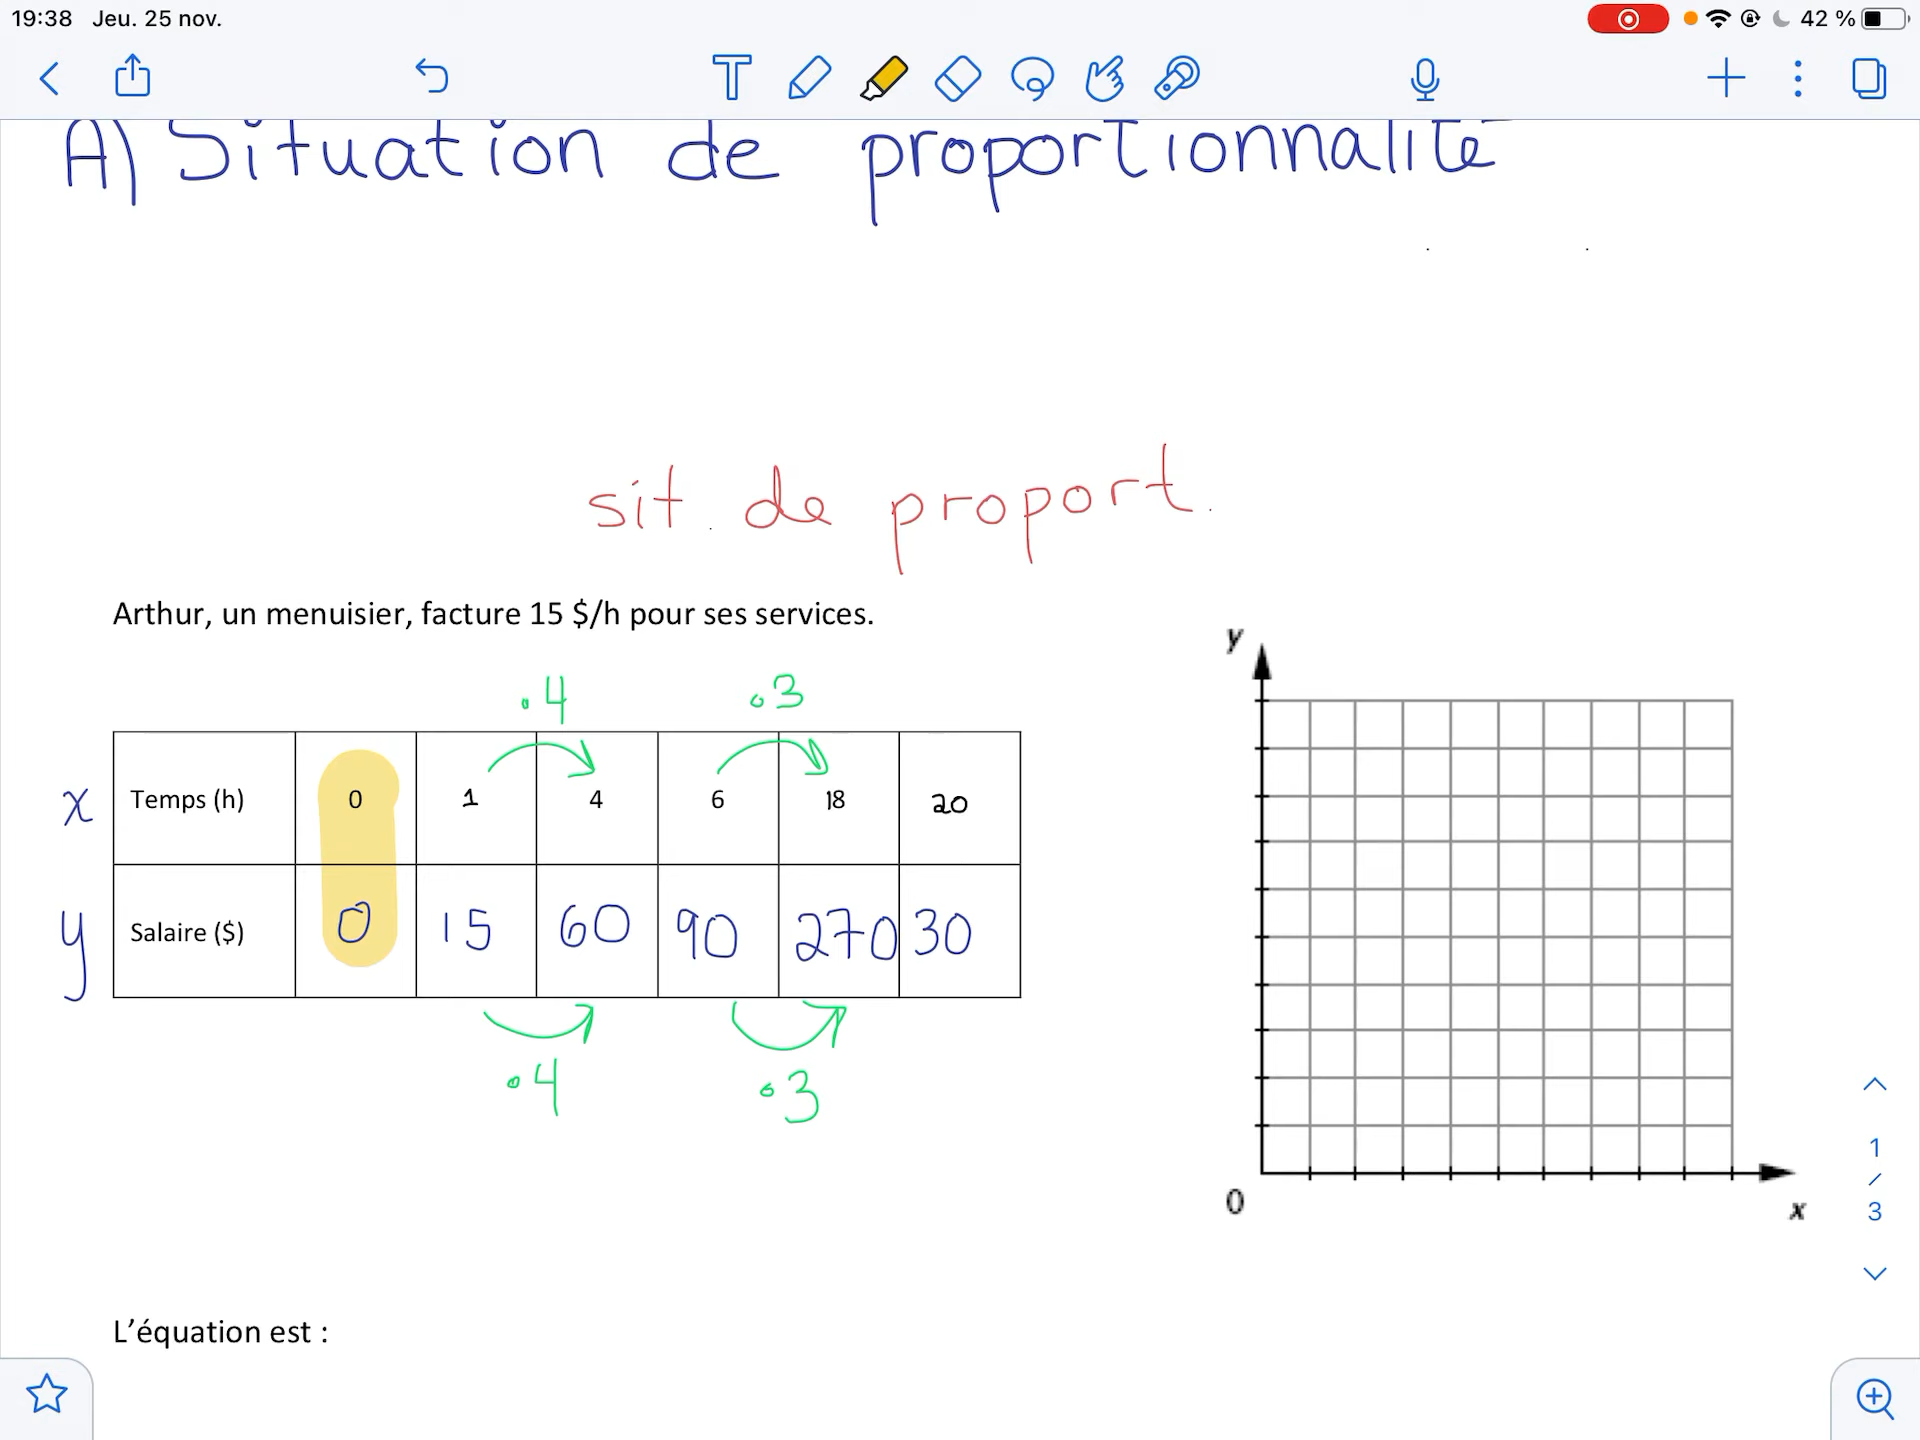 19:38 Jeu. 25 nov. 42 %
A) Situation de proportionnalité
sit. de proport.
Arthur, un menuisier, facture 15 $/h pour ses services.
y
.4 .3
x Temps (h) 0 1 4 6 18 20
y Salaire ($) 0 15 60 90 270 30
.4 .3
1
/
3
0 x
L’équation est :